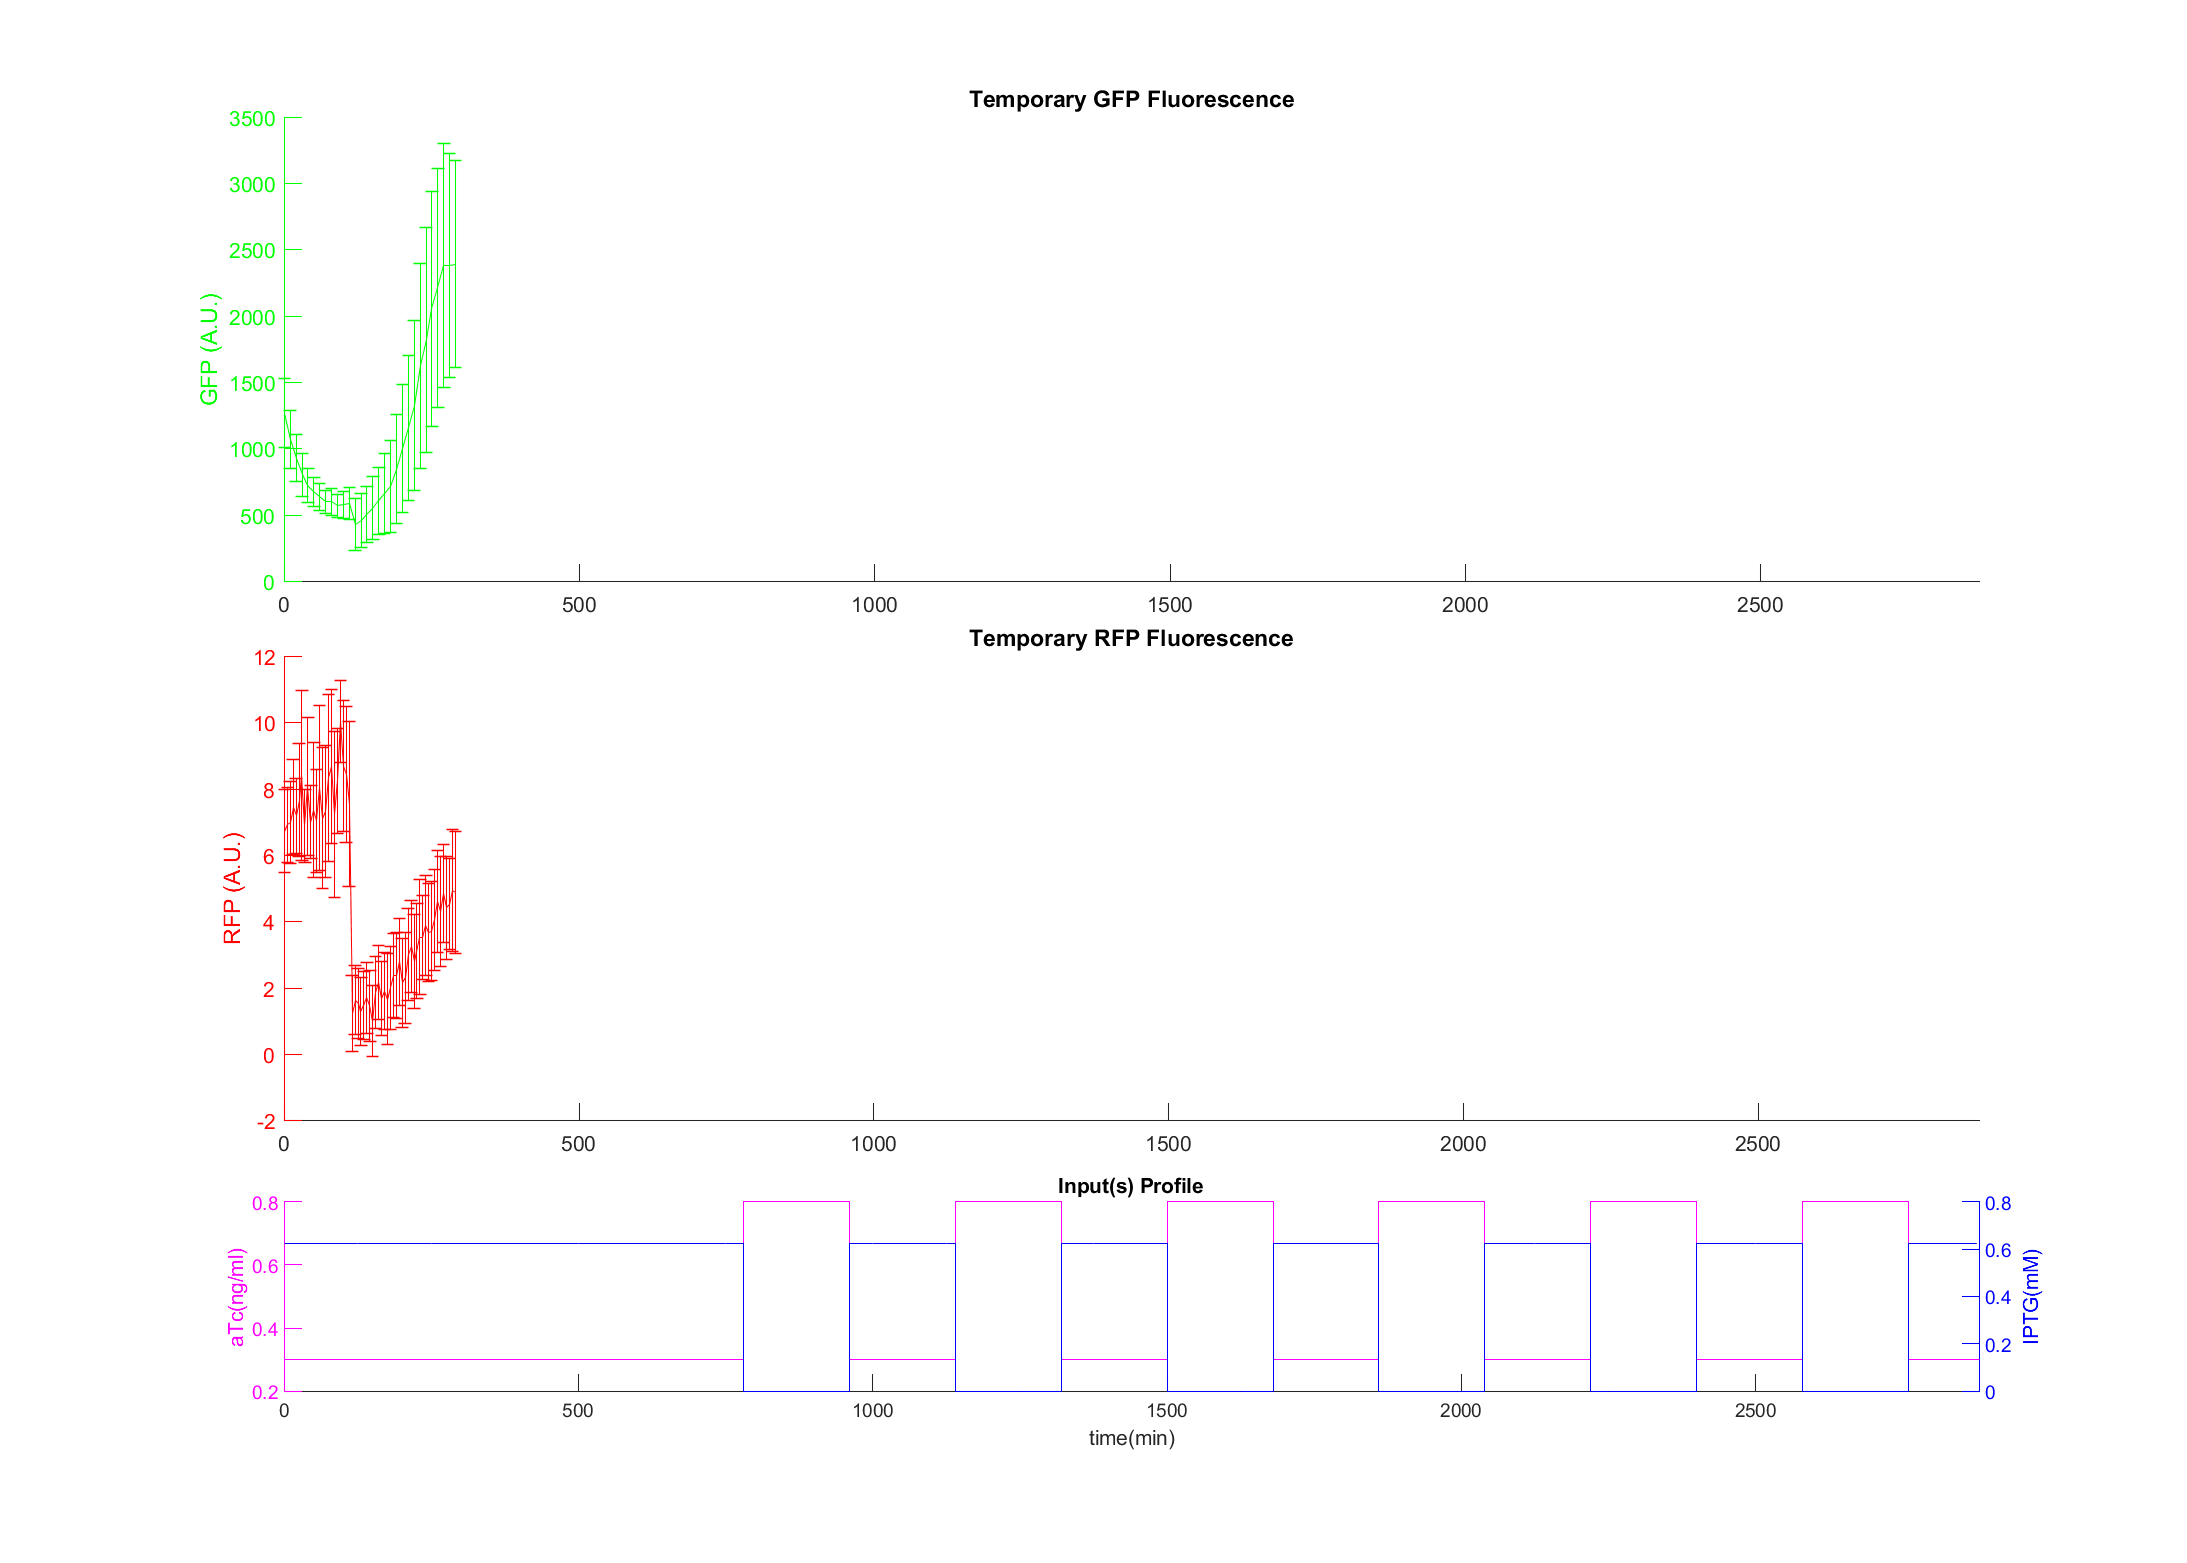 Temporary GFP Fluorescence
3500
3000
2500
2000
1500
1000
500
0
GFP (A.U.)
0 500 1000 1500 2000 2500
Temporary RFP Fluorescence
12
10
8
6
4
2
0
-2
RFP (A.U.)
0 500 1000 1500 2000 2500
Input(s) Profile
0.8
0.6
0.4
0.2
aTc(ng/ml)
0.8
0.6
0.4
0.2
0
IPTG(mM)
0 500 1000 1500 2000 2500
time(min)